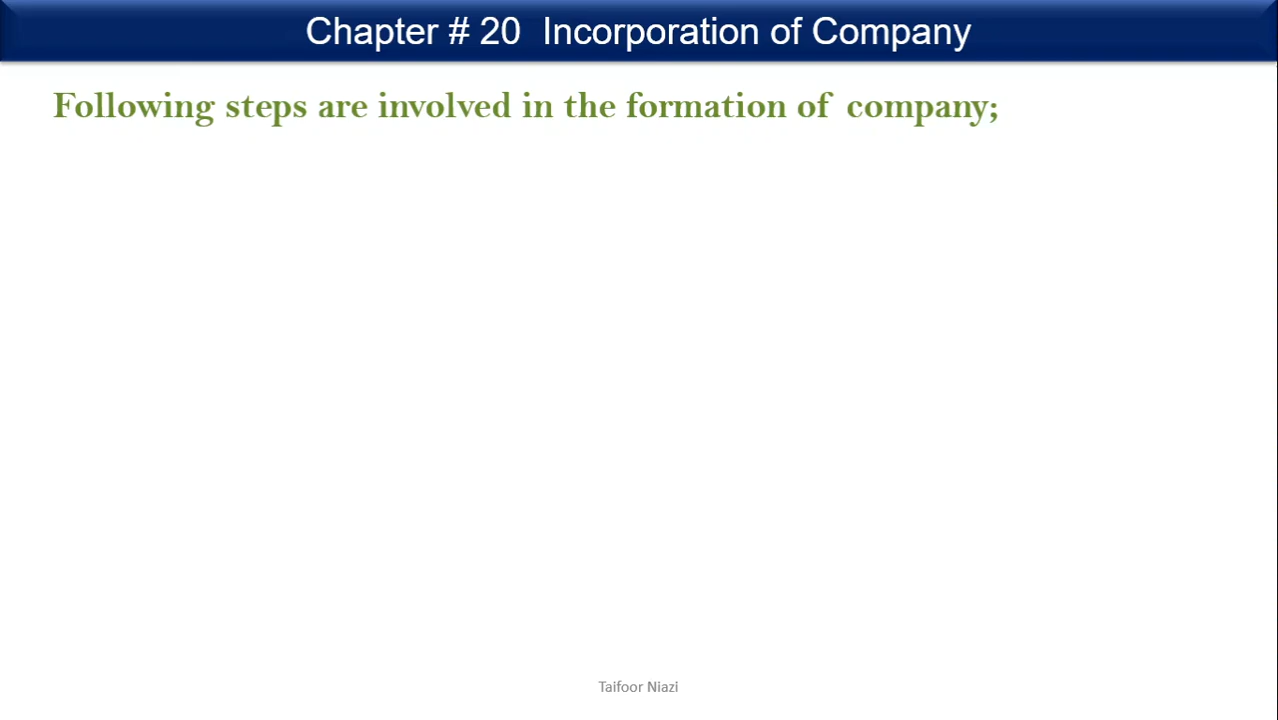 Chapter # 20 Incorporation of Company
Following steps are involved in the formation of company;
Taifoor Niazi